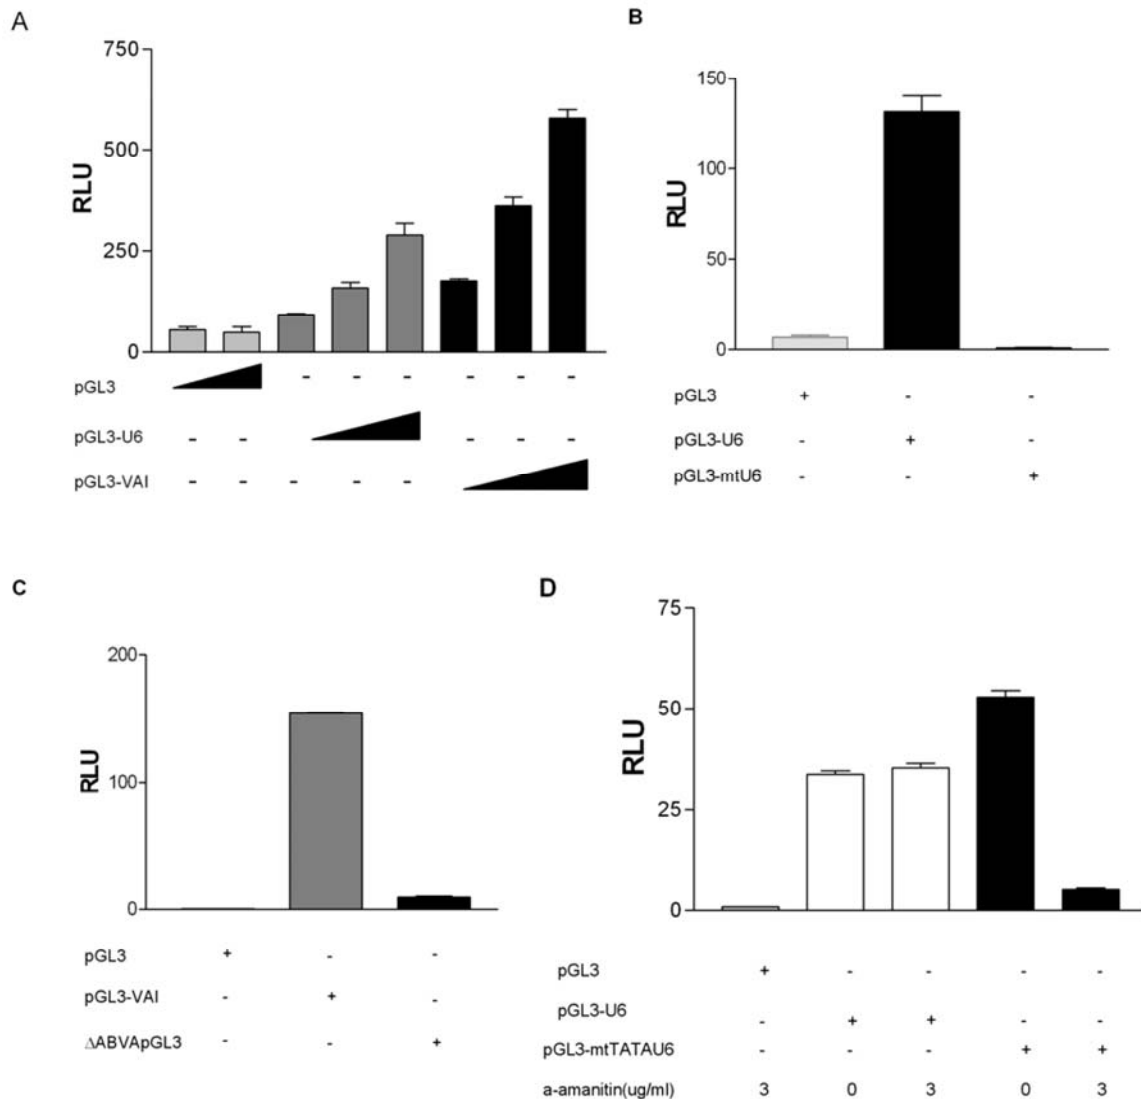 A
750
500
250
0
RLU
pGL3 - - - - - -
pGL3-U6 - - - - -
pGL3-VAI - - - - -
B
150
100
50
0
RLU
pGL3 + - -
pGL3-U6 - + -
pGL3-mtU6 - - +
C
200
100
0
RLU
pGL3 + - -
pGL3-VAI - + -
ΔABVApGL3 - - +
D
75
50
25
0
RLU
pGL3 + - - - -
pGL3-U6 - + + - -
pGL3-mtTATAU6 - - - + +
a-amanitin(ug/ml) 3 0 3 0 3